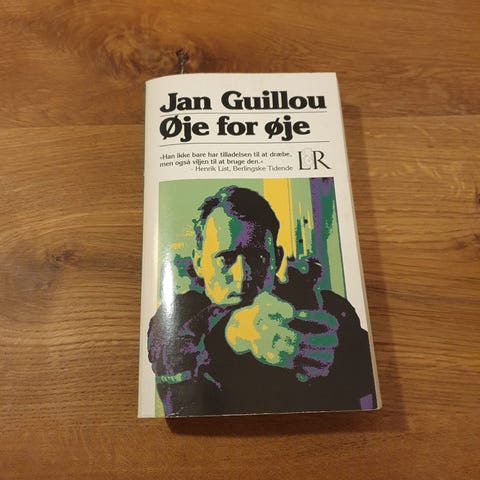 Jan Guillou
Øje for øje
»Han ikke bare har tilladelsen til at dræbe,
men også viljen til at bruge den.«
- Henrik List, Berlingske Tidende
L&R